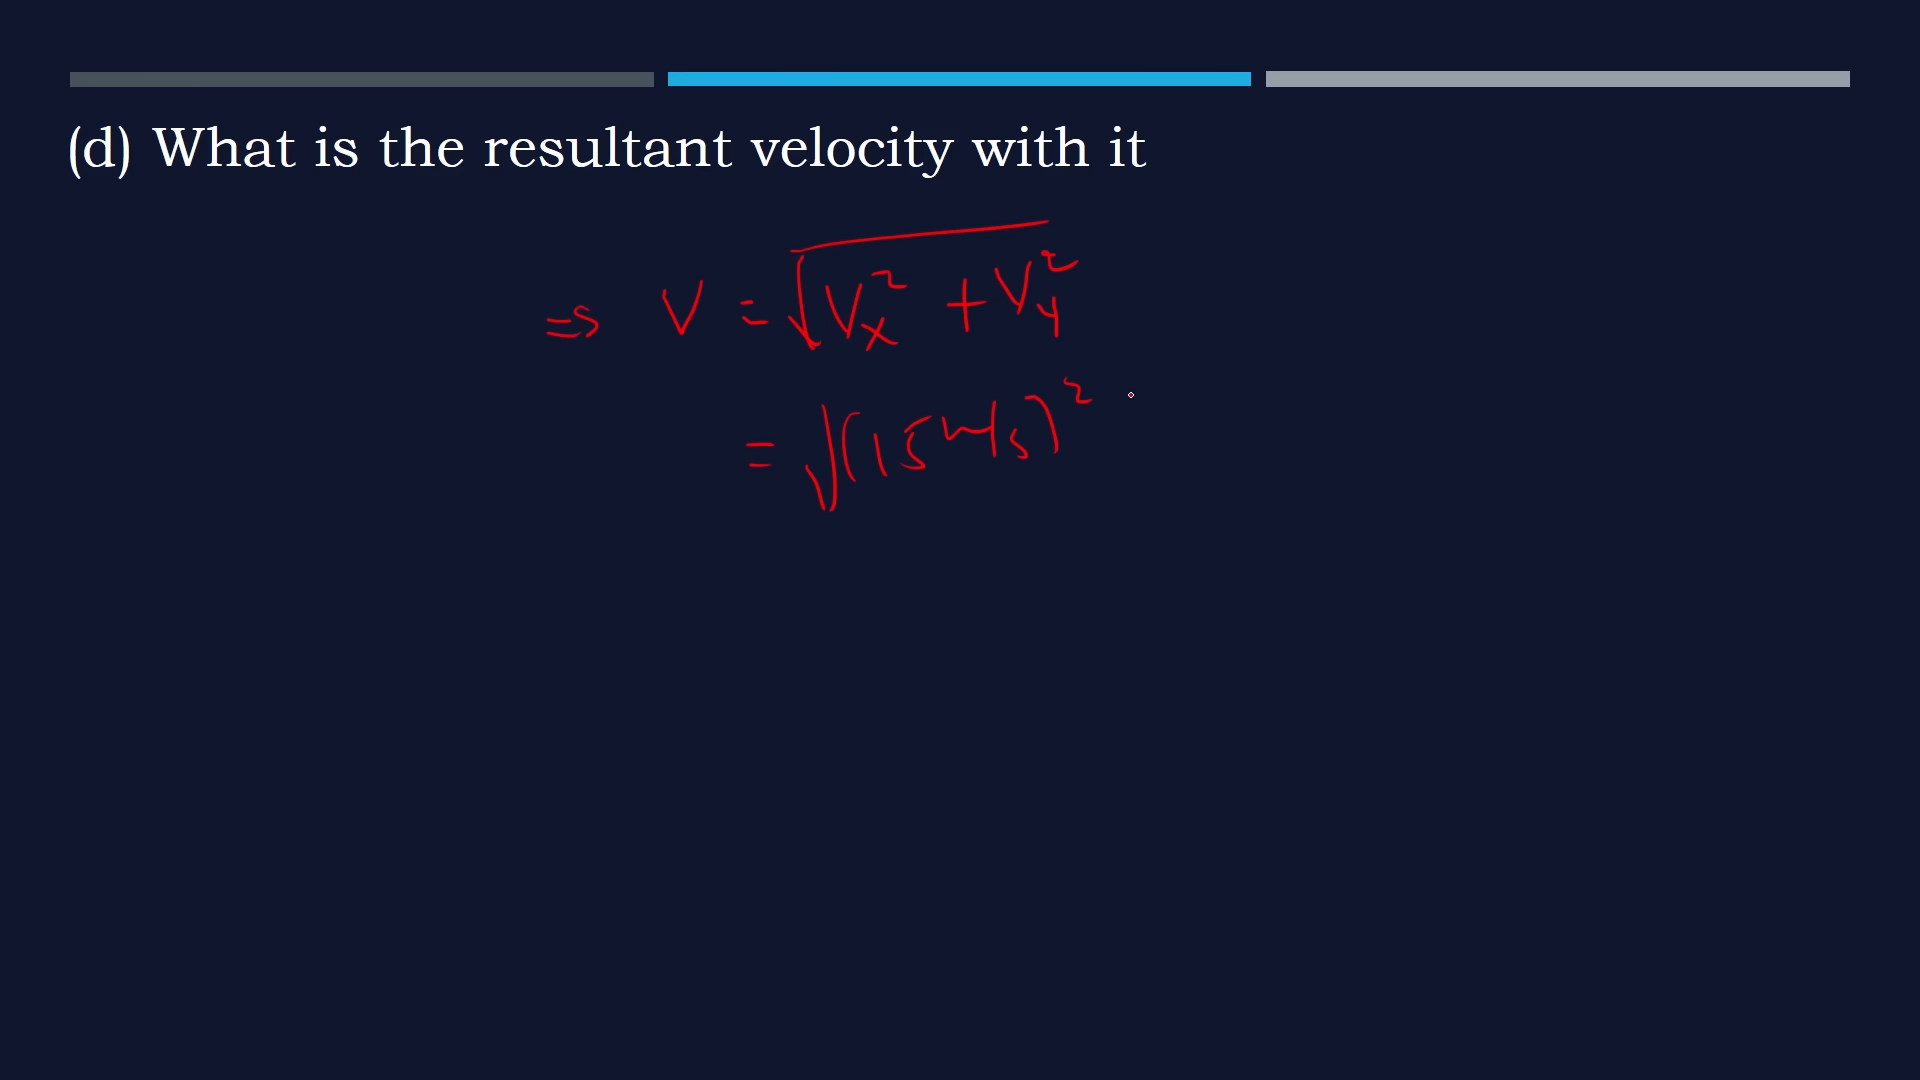 (d) What is the resultant velocity with it
⇒ V = √(Vx² + Vy²)
= √(15m/s)²